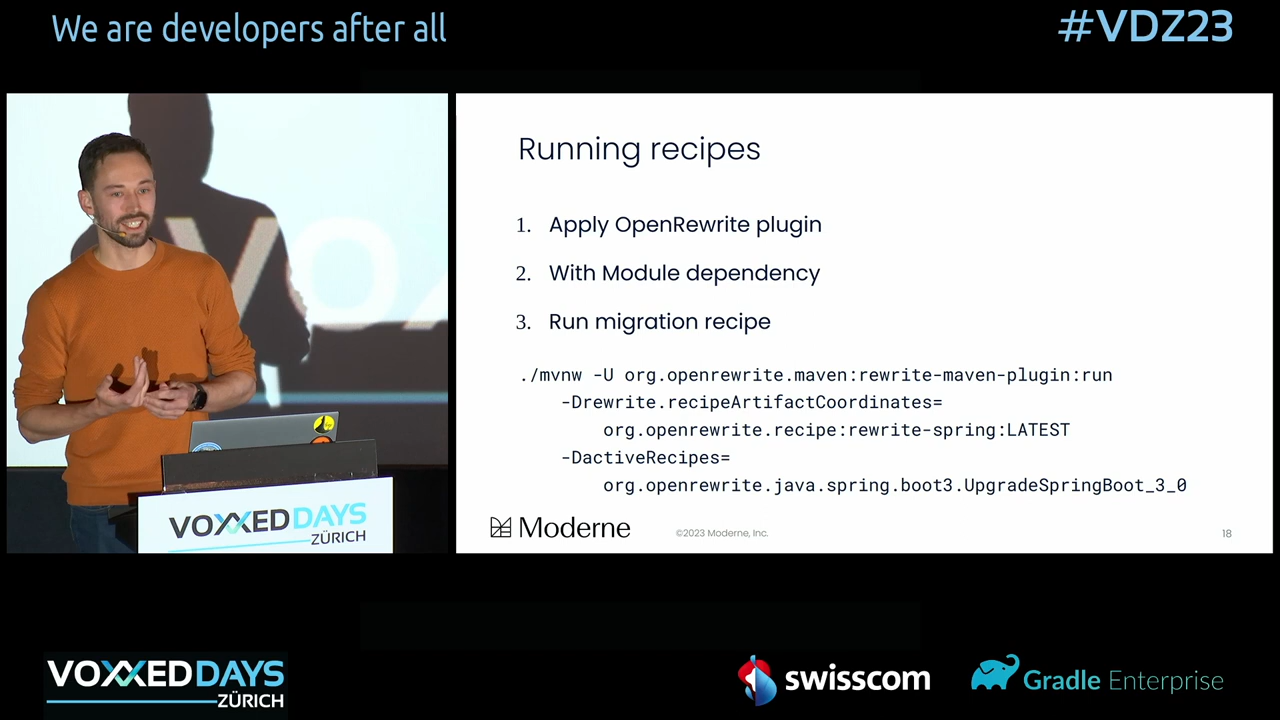 We are developers after all
#VDZ23
Running recipes
1. Apply OpenRewrite plugin
2. With Module dependency
3. Run migration recipe
./mvnw -U org.openrewrite.maven:rewrite-maven-plugin:run
-Drewrite.recipeArtifactCoordinates=
org.openrewrite.recipe:rewrite-spring:LATEST
-DactiveRecipes=
org.openrewrite.java.spring.boot3.UpgradeSpringBoot_3_0
Moderne
©2023 Moderne, Inc.
18
VOXXED DAYS
ZÜRICH
VOXXED DAYS
ZÜRICH
swisscom
Gradle Enterprise